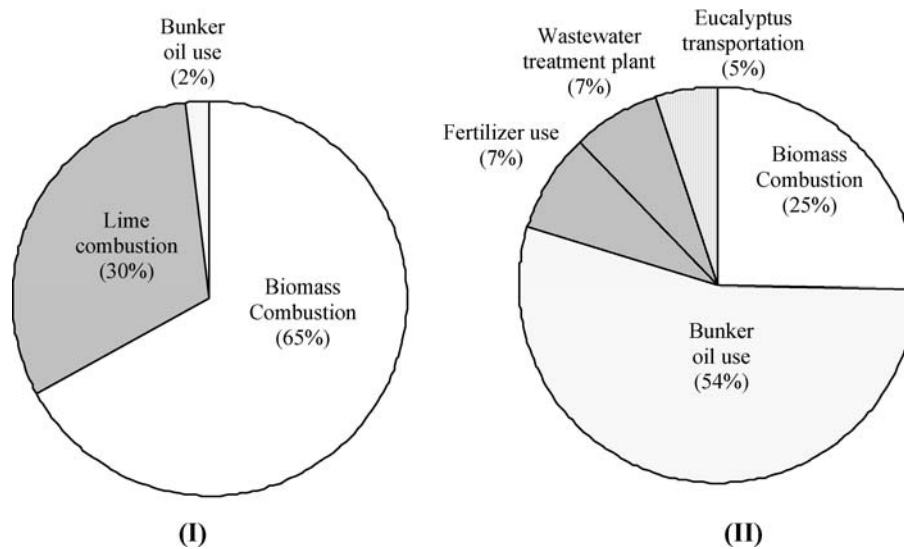 Bunker
oil use
(2%)
Lime
combustion
(30%)
Biomass
Combustion
(65%)
(I)
Eucalyptus
transportation
(5%)
Wastewater
treatment plant
(7%)
Fertilizer use
(7%)
Biomass
Combustion
(25%)
Bunker
oil use
(54%)
(II)